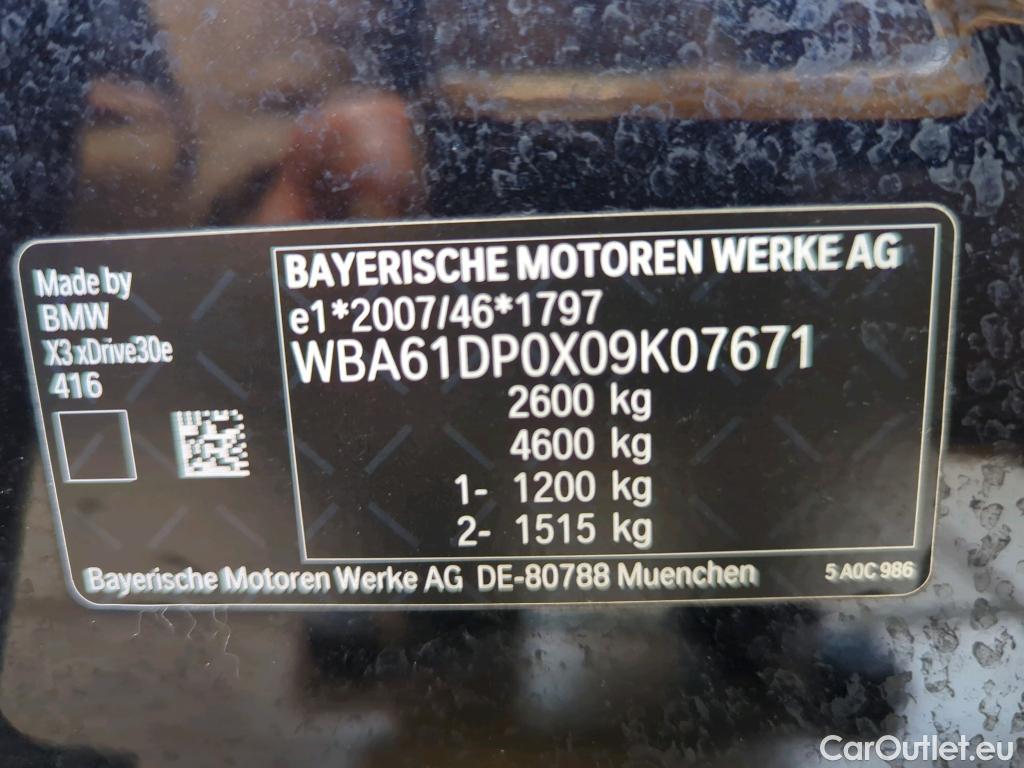 Made by
BMW
X3 xDrive30e
416
BAYERISCHE MOTOREN WERKE AG
e1*2007/46*1797
WBA61DP0X09K07671
2600 kg
4600 kg
1- 1200 kg
2- 1515 kg
Bayerische Motoren Werke AG DE-80788 Muenchen
5 A0C 986
CarOutlet.eu